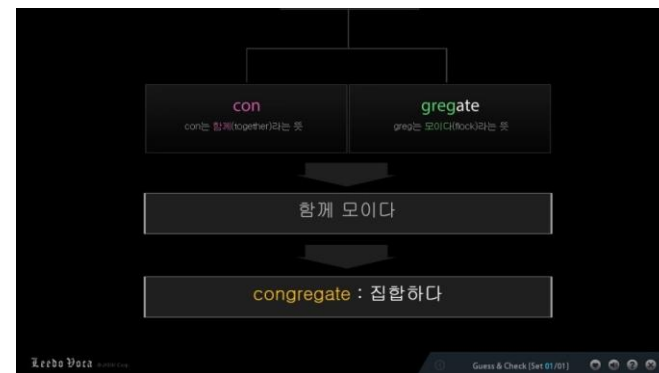 con
con는 함께(together)라는 뜻
gregate
greg는 모이다(flock)라는 뜻
함께 모이다
congregate : 집합하다
Leedo Voca
Guess & Check (Set 01/01)